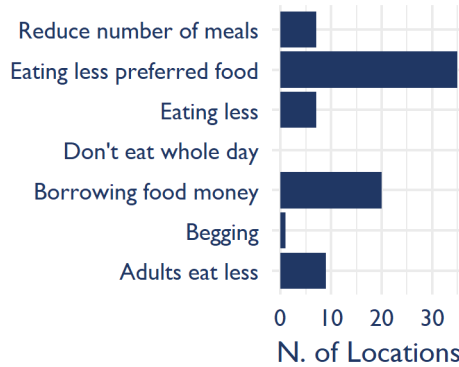 Reduce number of meals
Eating less preferred food
Eating less
Don't eat whole day
Borrowing food money
Begging
Adults eat less
0 10 20 30
N. of Locations